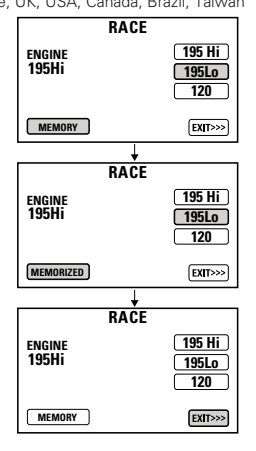 e, UK, USA, Canada, Brazil, Taiwan
RACE
ENGINE
195Hi
195 Hi
195Lo
120
MEMORY
EXIT>>>
RACE
ENGINE
195Hi
195 Hi
195Lo
120
MEMORIZED
EXIT>>>
RACE
ENGINE
195Hi
195 Hi
195Lo
120
MEMORY
EXIT>>>